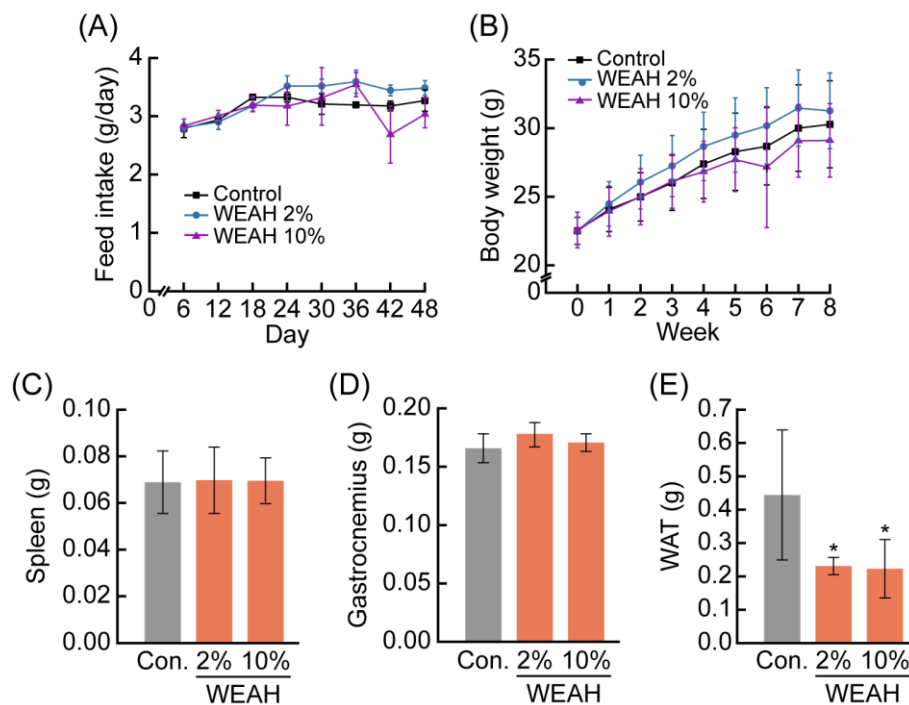 (A)
Feed intake (g/day)
4
3
2
1
0
Control
WEAH 2%
WEAH 10%
0 6 12 18 24 30 36 42 48
Day
(B)
Body weight (g)
35
30
25
20
0
Control
WEAH 2%
WEAH 10%
0 1 2 3 4 5 6 7 8
Week
(C)
Spleen (g)
0.10
0.08
0.06
0.04
0.02
0.00
Con. 2% 10%
WEAH
(D)
Gastrocnemius (g)
0.20
0.15
0.10
0.05
0.00
Con. 2% 10%
WEAH
(E)
WAT (g)
0.7
0.6
0.5
0.4
0.3
0.2
0.1
0.0
* *
Con. 2% 10%
WEAH